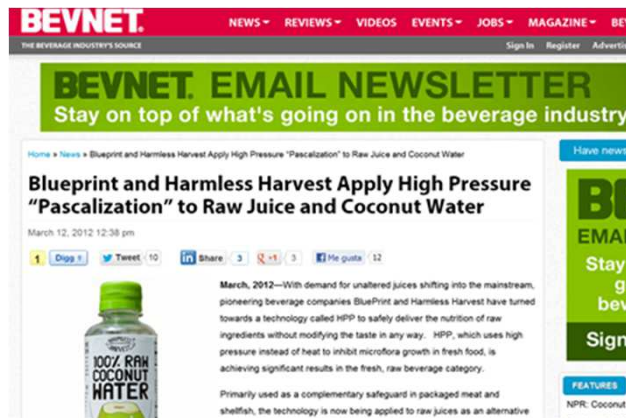 BEVNET.
NEWS REVIEWS VIDEOS EVENTS JOBS MAGAZINE BE
THE BEVERAGE INDUSTRY'S SOURCE
Sign In Register Adverti
BEVNET. EMAIL NEWSLETTER
Stay on top of what's going on in the beverage industry
Home » News » Blueprint and Harmless Harvest Apply High Pressure "Pascalization" to Raw Juice and Coconut Water
Have news
Blueprint and Harmless Harvest Apply High Pressure
“Pascalization” to Raw Juice and Coconut Water
March 12, 2012 12:38 pm
1 Digg Tweet 10 in Share 3 +1 3 Me gusta 12
March, 2012—With demand for unaltered juices shifting into the mainstream,
pioneering beverage companies BluePrint and Harmless Harvest have turned
towards a technology called HPP to safely deliver the nutrition of raw
ingredients without modifying the taste in any way. HPP, which uses high
pressure instead of heat to inhibit microflora growth in fresh food, is
achieving significant results in the fresh, raw beverage category.
Primarily used as a complementary safeguard in packaged meat and
shellfish, the technology is now being applied to raw juices as an alternative
100% RAW
COCONUT
WATER
BE
EMA
Stay
g
bev
Sign
FEATURES
NPR: Coconut